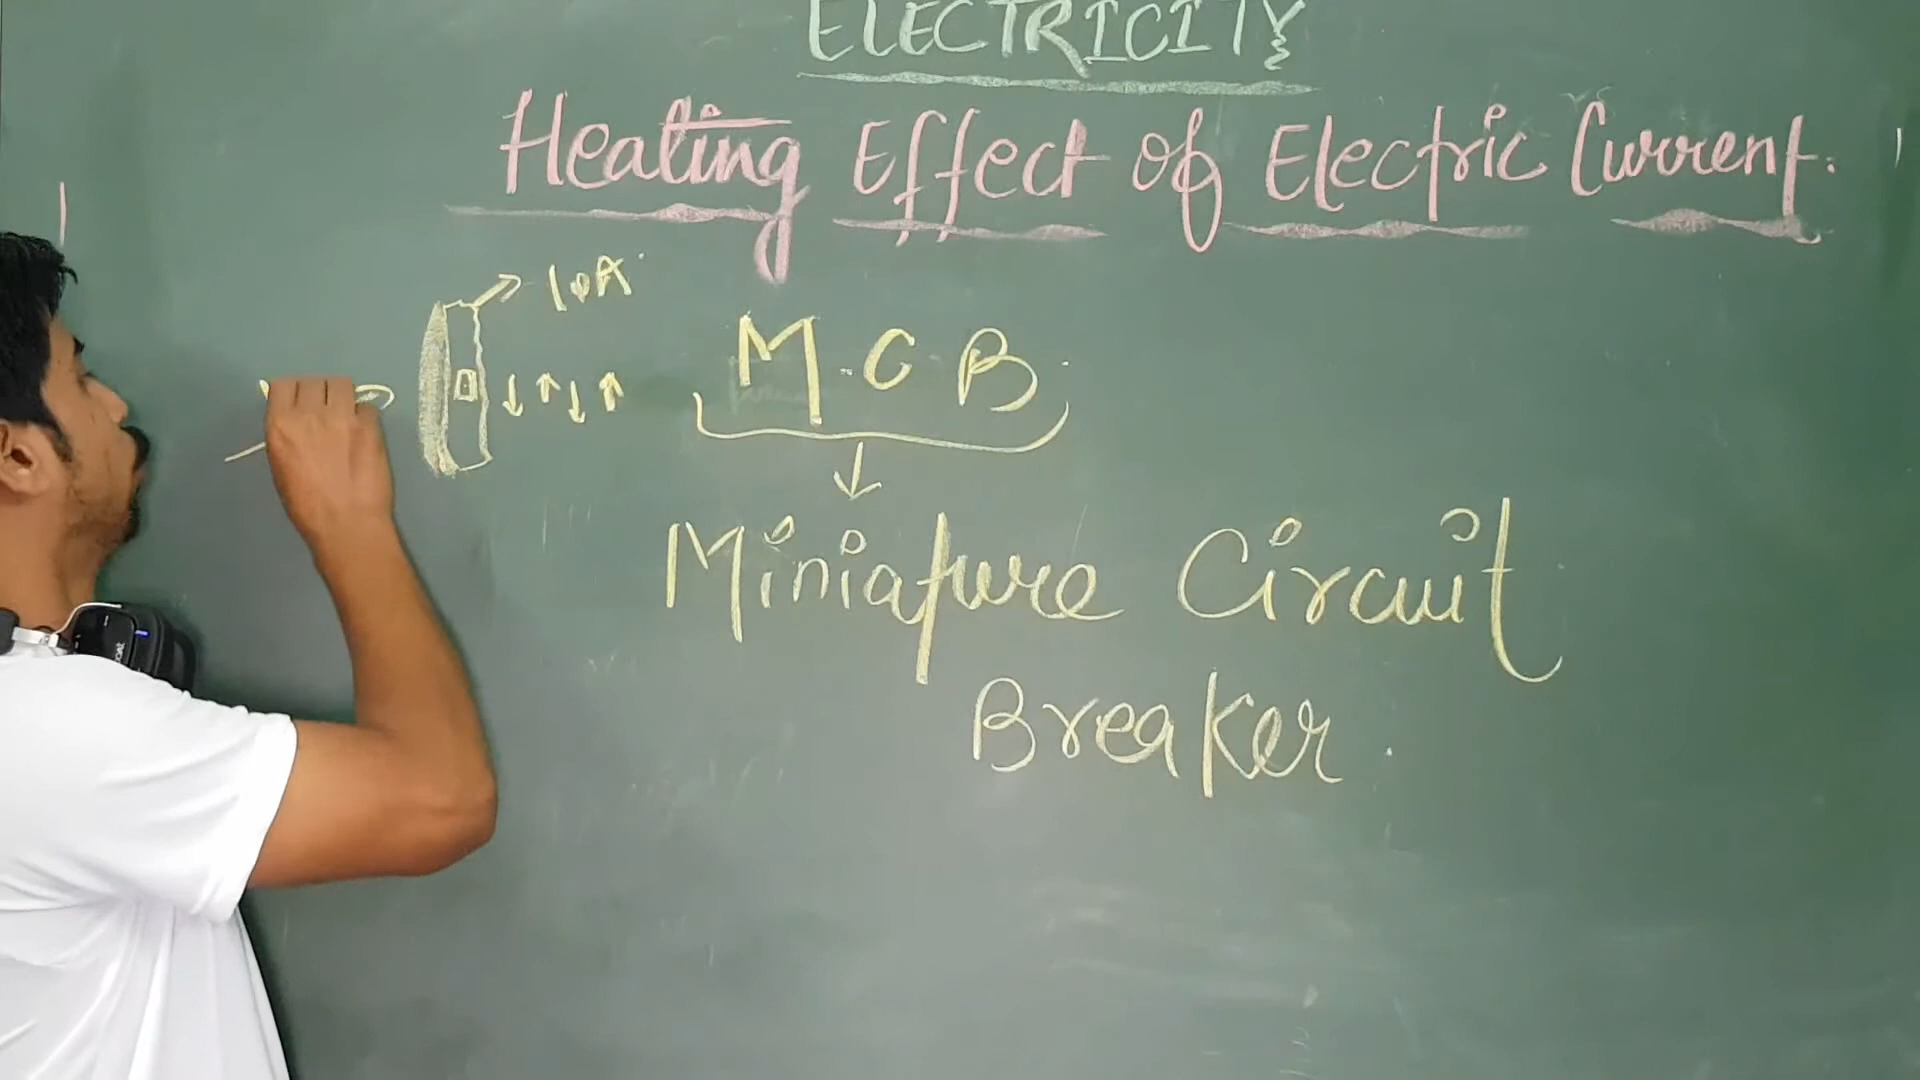 ELECTRICITY
Heating Effect of Electric Current.
10A
M.C.B.
Miniature Circuit
Breaker.